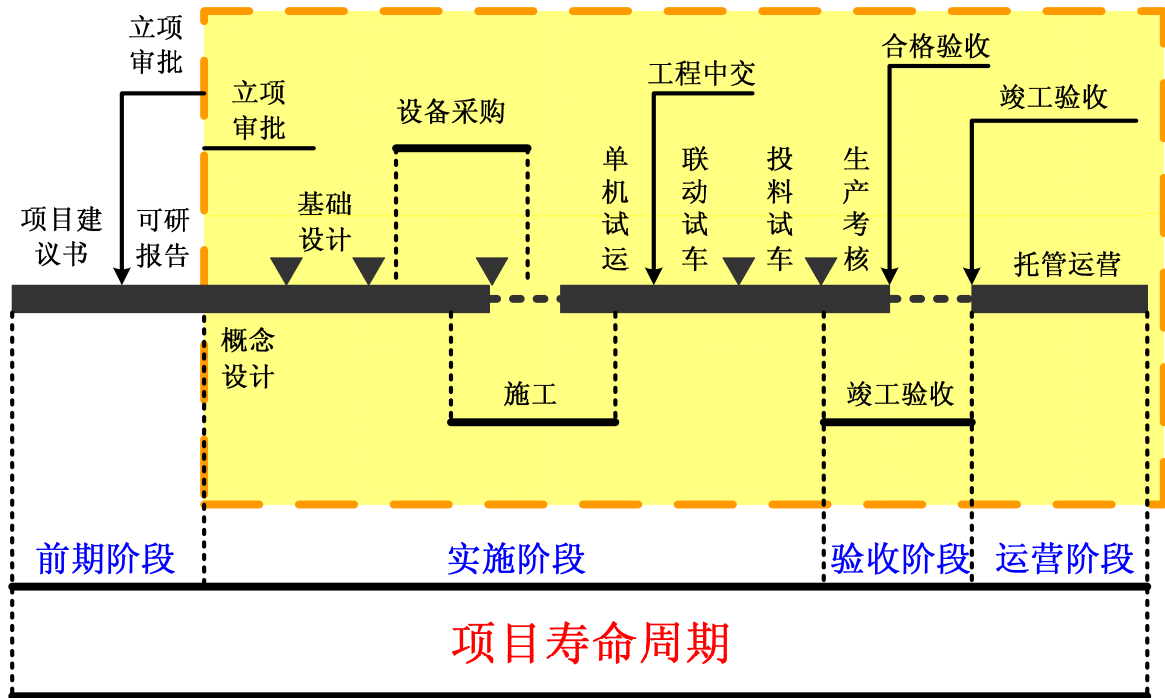 立项
审批
立项
审批
设备采购
工程中交
合格验收
竣工验收
项目建
议书
可研
报告
基础
设计
单机试运
联动试车
投料试车
生产考核
托管运营
概念
设计
施工
竣工验收
前期阶段
实施阶段
验收阶段
运营阶段
项目寿命周期